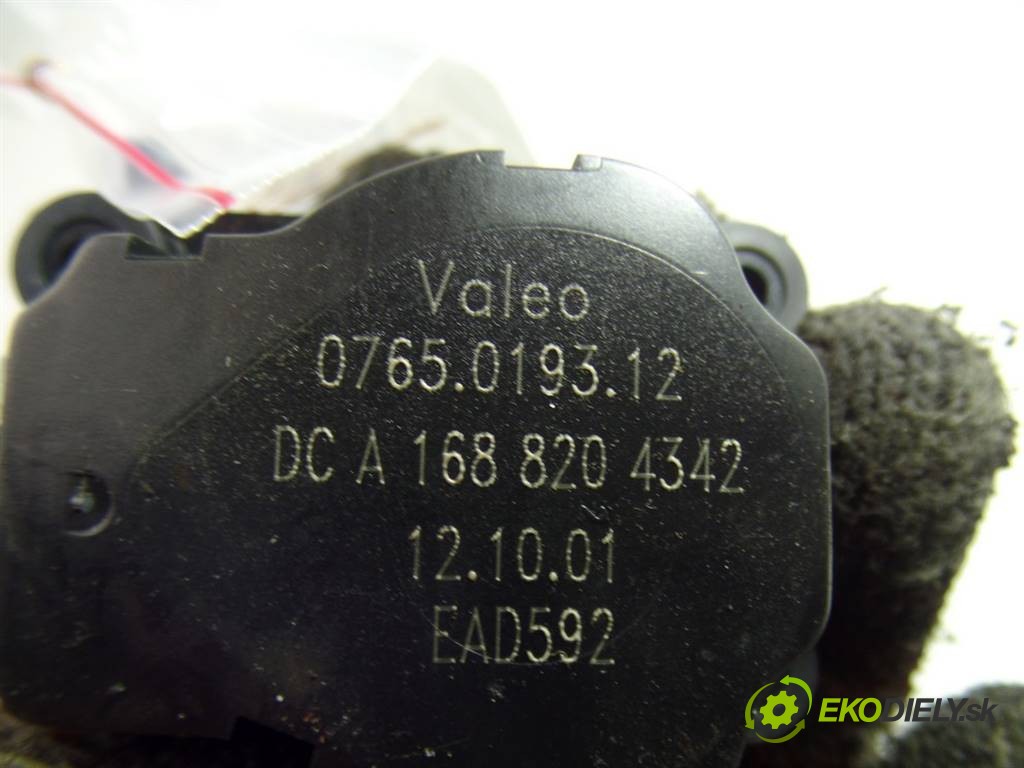 Valeo
0765.0193.12
DC A 168 820 4342
12.10.01
EAD592
EKODIELY.sk